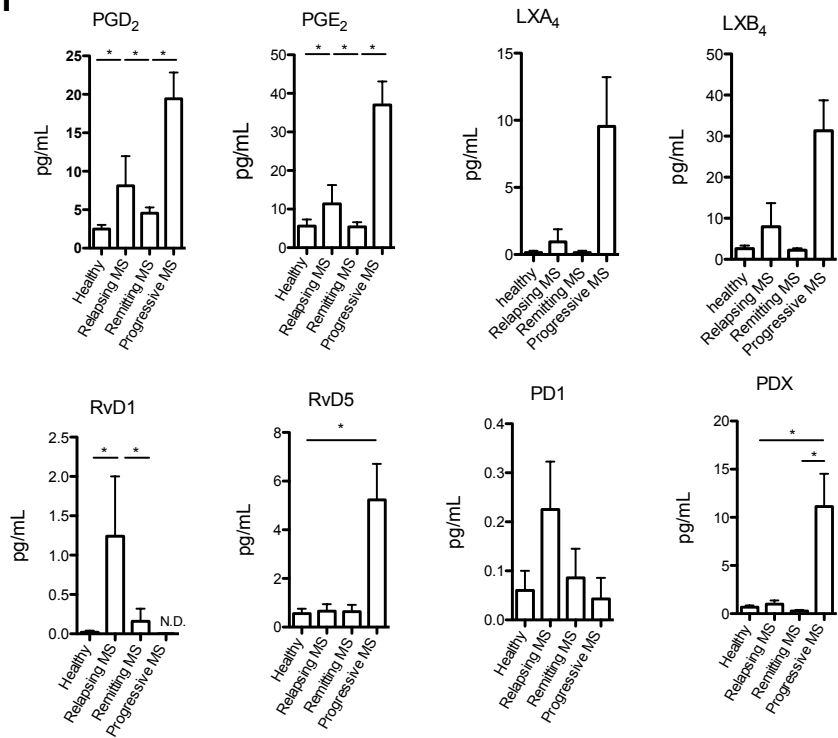 PGD2
pg/mL
25
20
15
10
5
0
* * *
Healthy
Relapsing MS
Remitting MS
Progressive MS
PGE2
pg/mL
50
40
30
20
10
0
* * *
Healthy
Relapsing MS
Remitting MS
Progressive MS
LXA4
pg/mL
15
10
5
0
healthy
Relapsing MS
Remitting MS
Progressive MS
LXB4
pg/mL
50
40
30
20
10
0
healthy
Relapsing MS
Remitting MS
Progressive MS
RvD1
pg/mL
2.5
2.0
1.5
1.0
0.5
0.0
* *
N.D.
Healthy
Relapsing MS
Remitting MS
Progressive MS
RvD5
pg/mL
8
6
4
2
0
*
Healthy
Relapsing MS
Remitting MS
Progressive MS
PD1
pg/mL
0.4
0.3
0.2
0.1
0.0
Healthy
Relapsing MS
Remitting MS
Progressive MS
PDX
pg/mL
20
15
10
5
0
*
*
Healthy
Relapsing MS
Remitting MS
Progressive MS